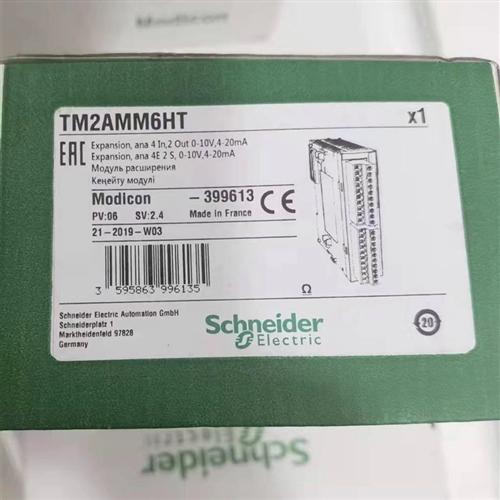 Modicon
TM2AMM6HT
x1
EAC
Expansion, ana 4 In,2 Out 0-10V,4-20mA
Expansion, ana 4E 2 S, 0-10V,4-20mA
Модуль расширения
Кеңейту модулі
Modicon
-399613
CE
PV:06 SV:2.4 Made in France
21-2019-W03
3 595863 996135
Ω
Schneider Electric Automation GmbH
Schneiderplatz 1
Marktheidenfeld 97828
Germany
Schneider
Electric
20
Schneider
Electric